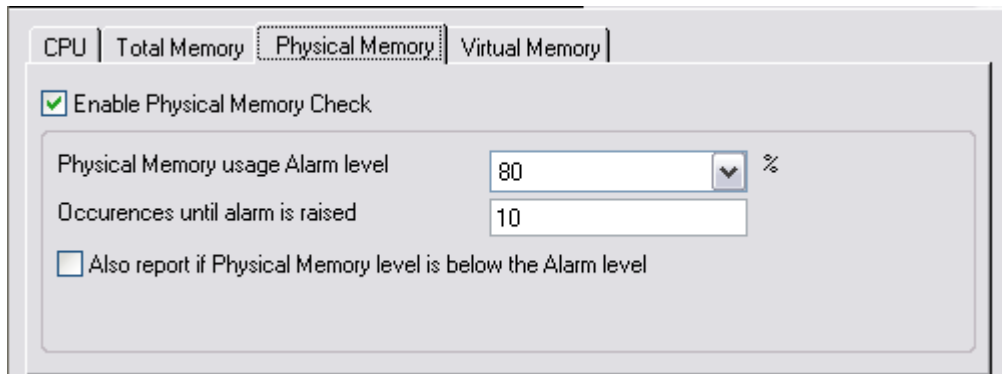 CPU Total Memory Physical Memory Virtual Memory
Enable Physical Memory Check
Physical Memory usage Alarm level 80 %
Occurences until alarm is raised 10
Also report if Physical Memory level is below the Alarm level